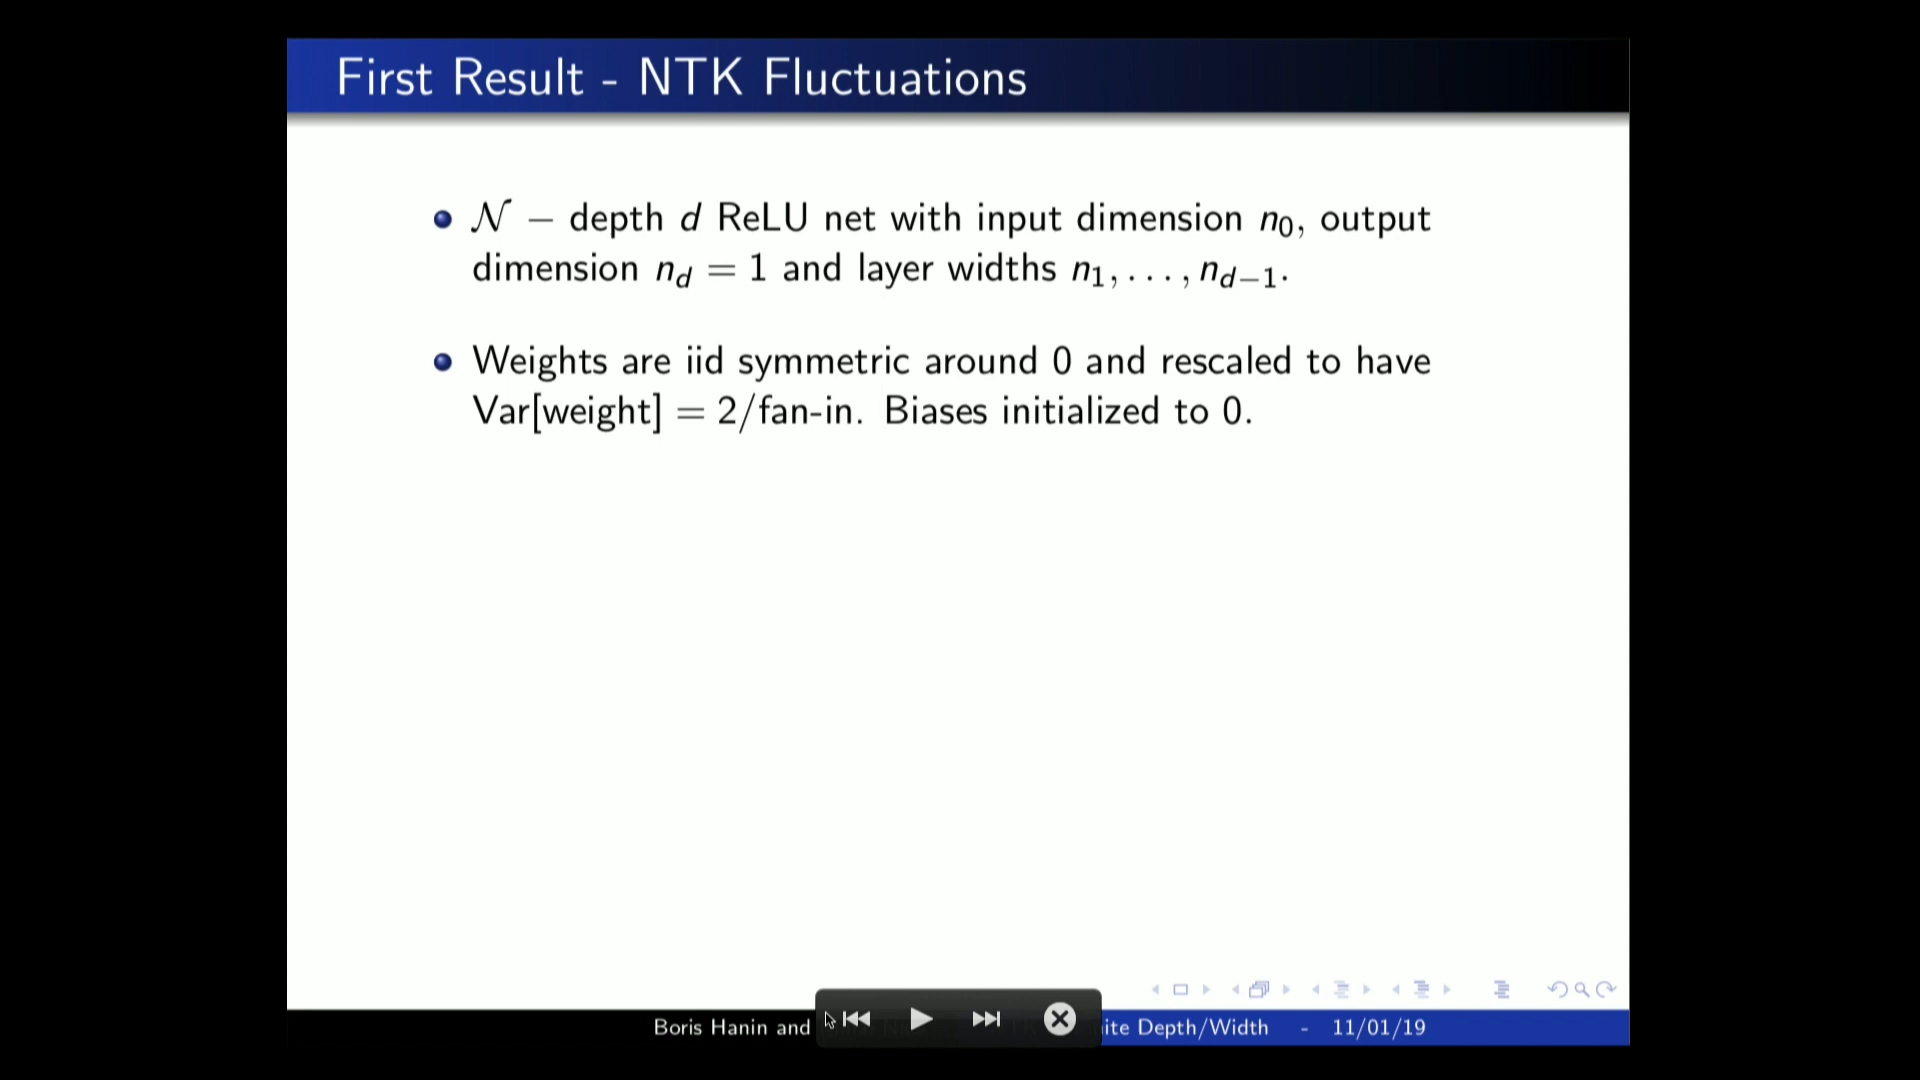 First Result - NTK Fluctuations
𝒩 – depth d ReLU net with input dimension n₀, output
dimension n_d = 1 and layer widths n₁, . . . , n_{d−1}.
Weights are iid symmetric around 0 and rescaled to have
Var[weight] = 2/fan-in. Biases initialized to 0.
Boris Hanin and
ite Depth/Width - 11/01/19